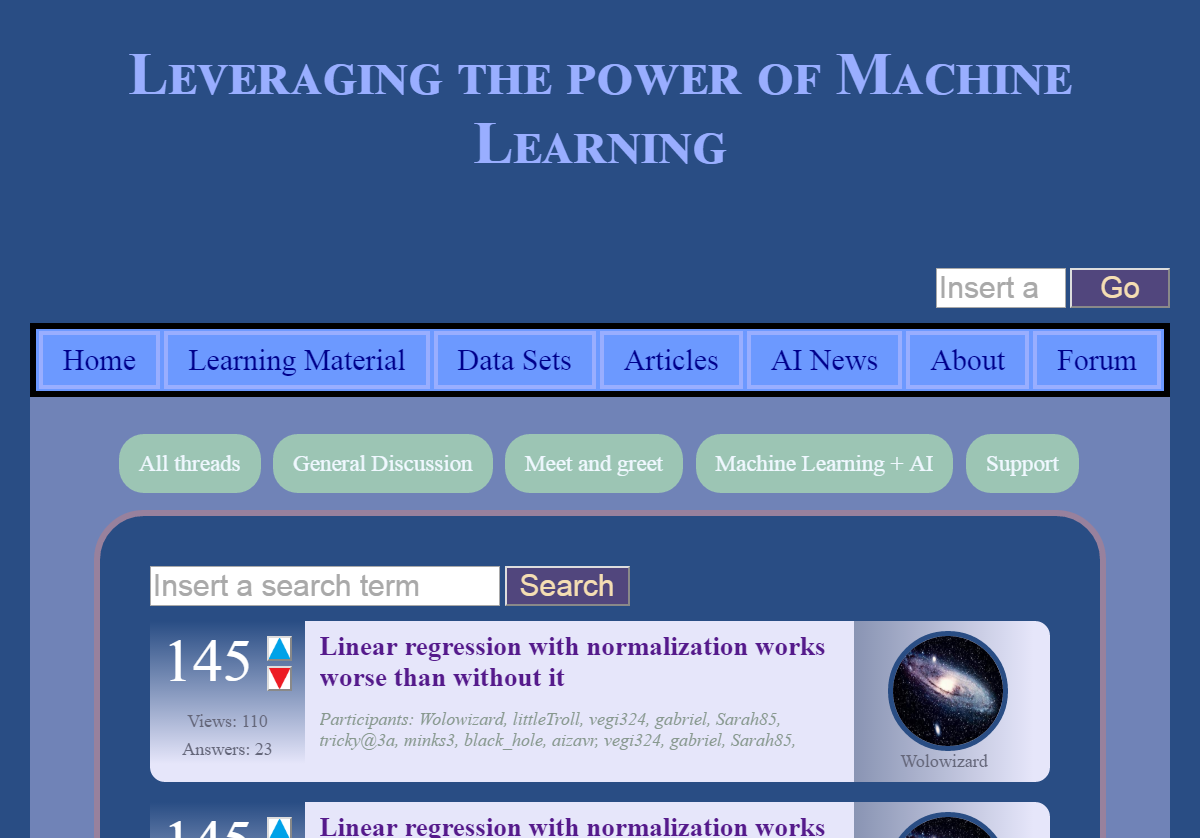 Leveraging the power of Machine
Learning
Insert a
Go
Home
Learning Material
Data Sets
Articles
AI News
About
Forum
All threads
General Discussion
Meet and greet
Machine Learning + AI
Support
Insert a search term
Search
145
Views: 110
Answers: 23
Linear regression with normalization works
worse than without it
Participants: Wolowizard, littleTroll, vegi324, gabriel, Sarah85,
tricky@3a, minks3, black_hole, aizavr, vegi324, gabriel, Sarah85,
Wolowizard
145
Linear regression with normalization works